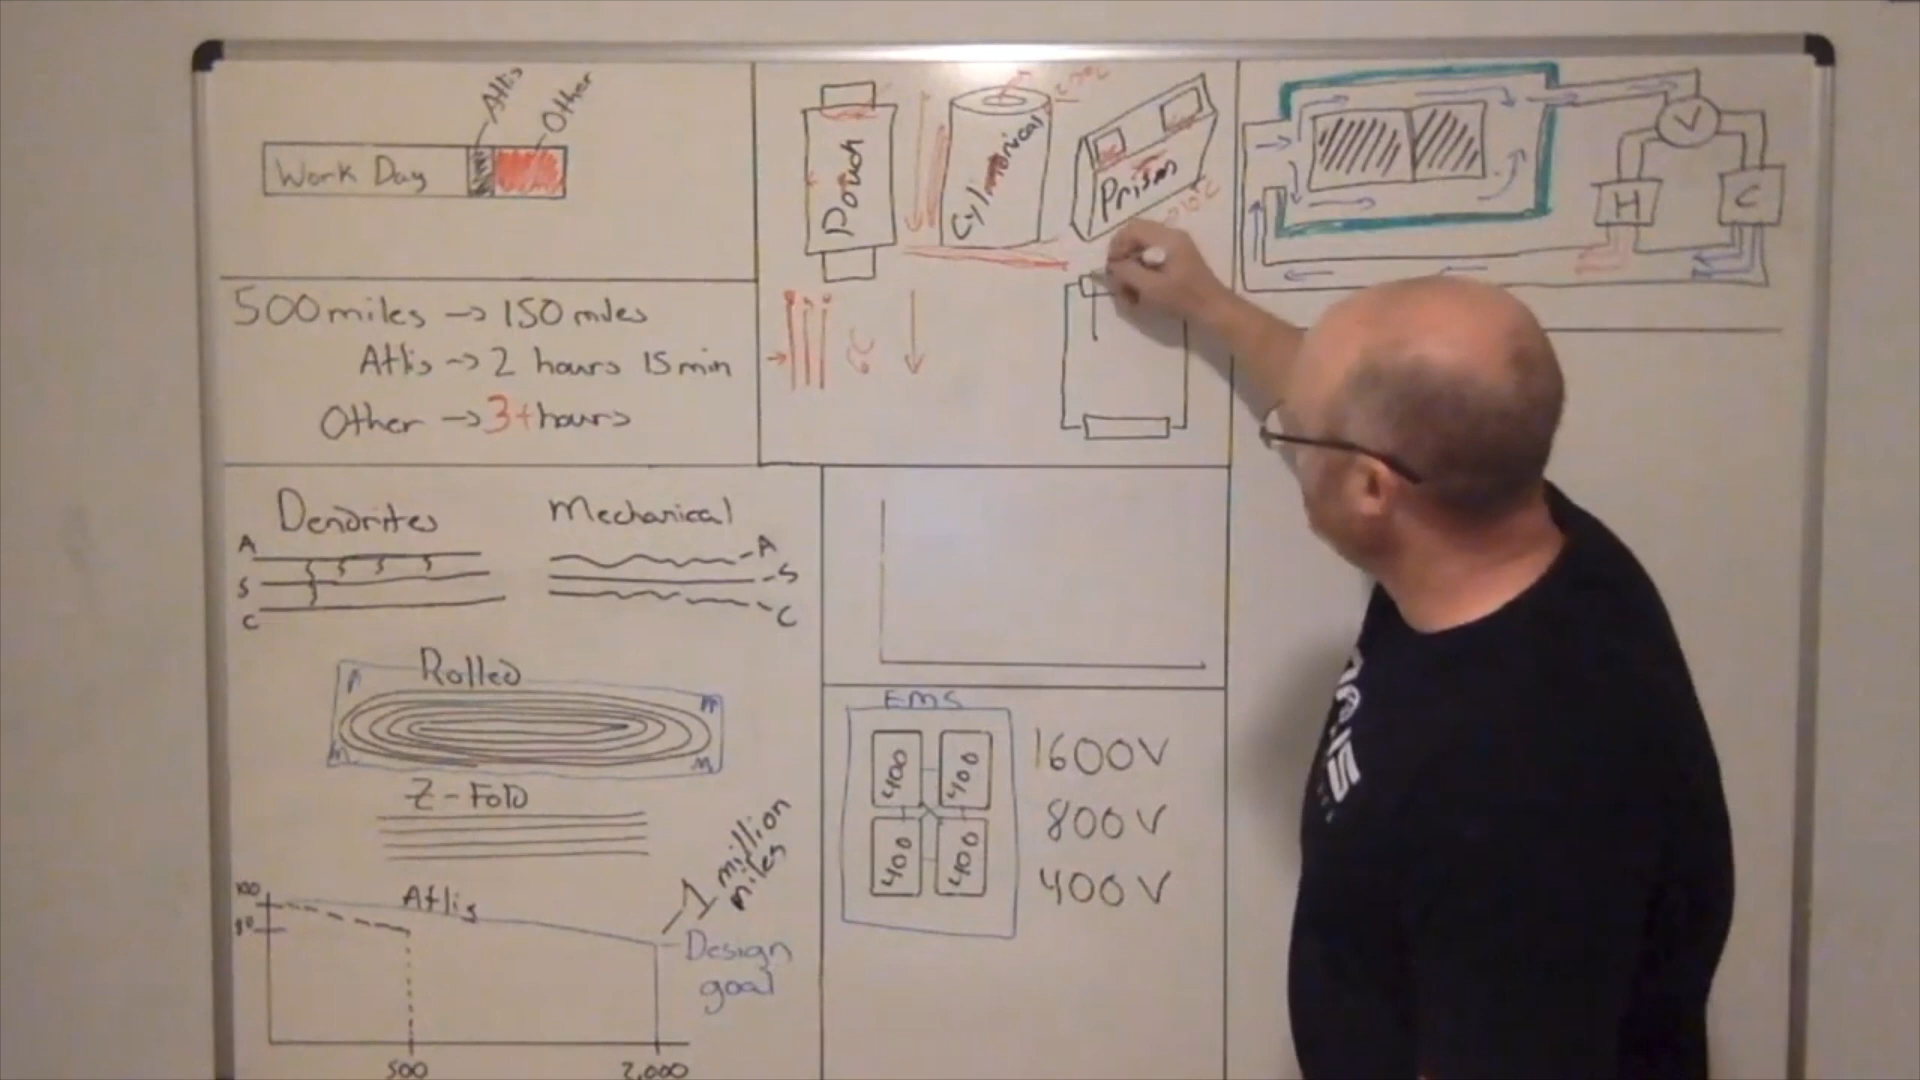 Atlis
Other
Work Day
500 miles → 150 miles
Atlis → 2 hours 15 min
Other → 3+ hours
Pouch
Cylindrical
Prism
V
H
C
Dendrites
A
S
C
Mechanical
A
S
C
Rolled
Z-Fold
100
80
Atlis
1 million
miles
Design
goal
500
2,000
EMS
400
400
400
400
1600V
800V
400V